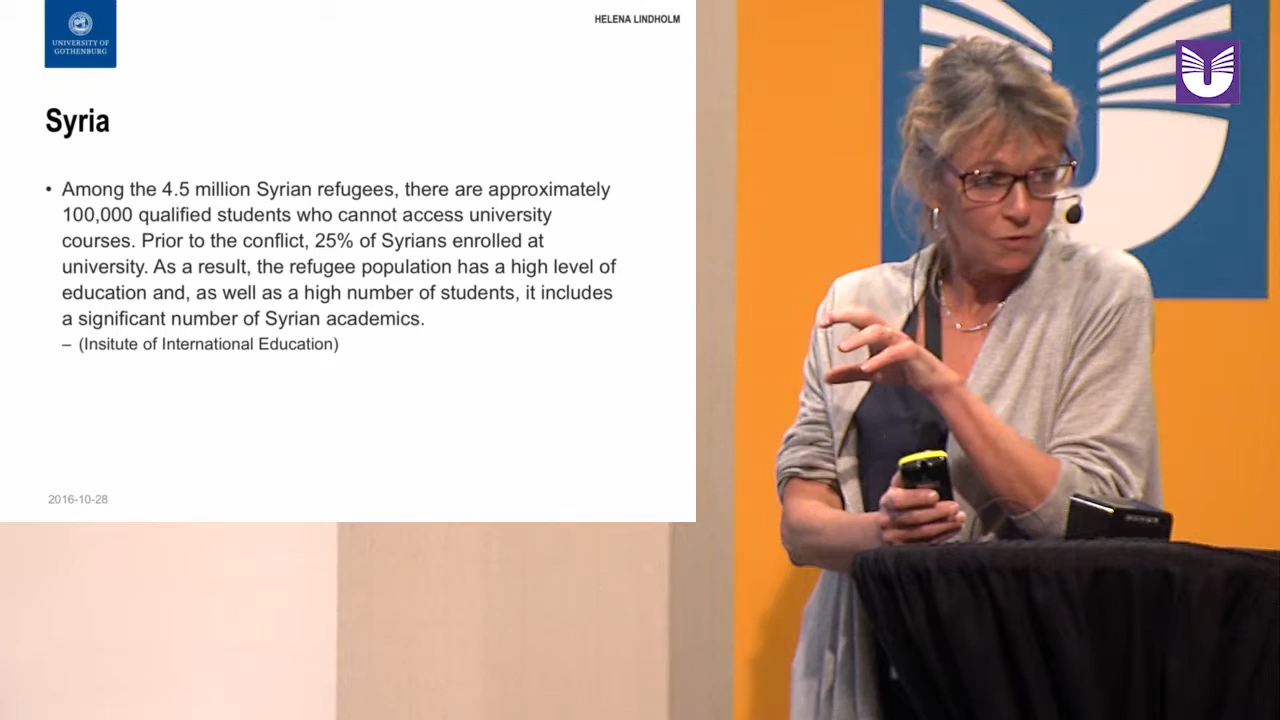 UNIVERSITY OF
GOTHENBURG
HELENA LINDHOLM
Syria
• Among the 4.5 million Syrian refugees, there are approximately
100,000 qualified students who cannot access university
courses. Prior to the conflict, 25% of Syrians enrolled at
university. As a result, the refugee population has a high level of
education and, as well as a high number of students, it includes
a significant number of Syrian academics.
– (Insitute of International Education)
2016-10-28